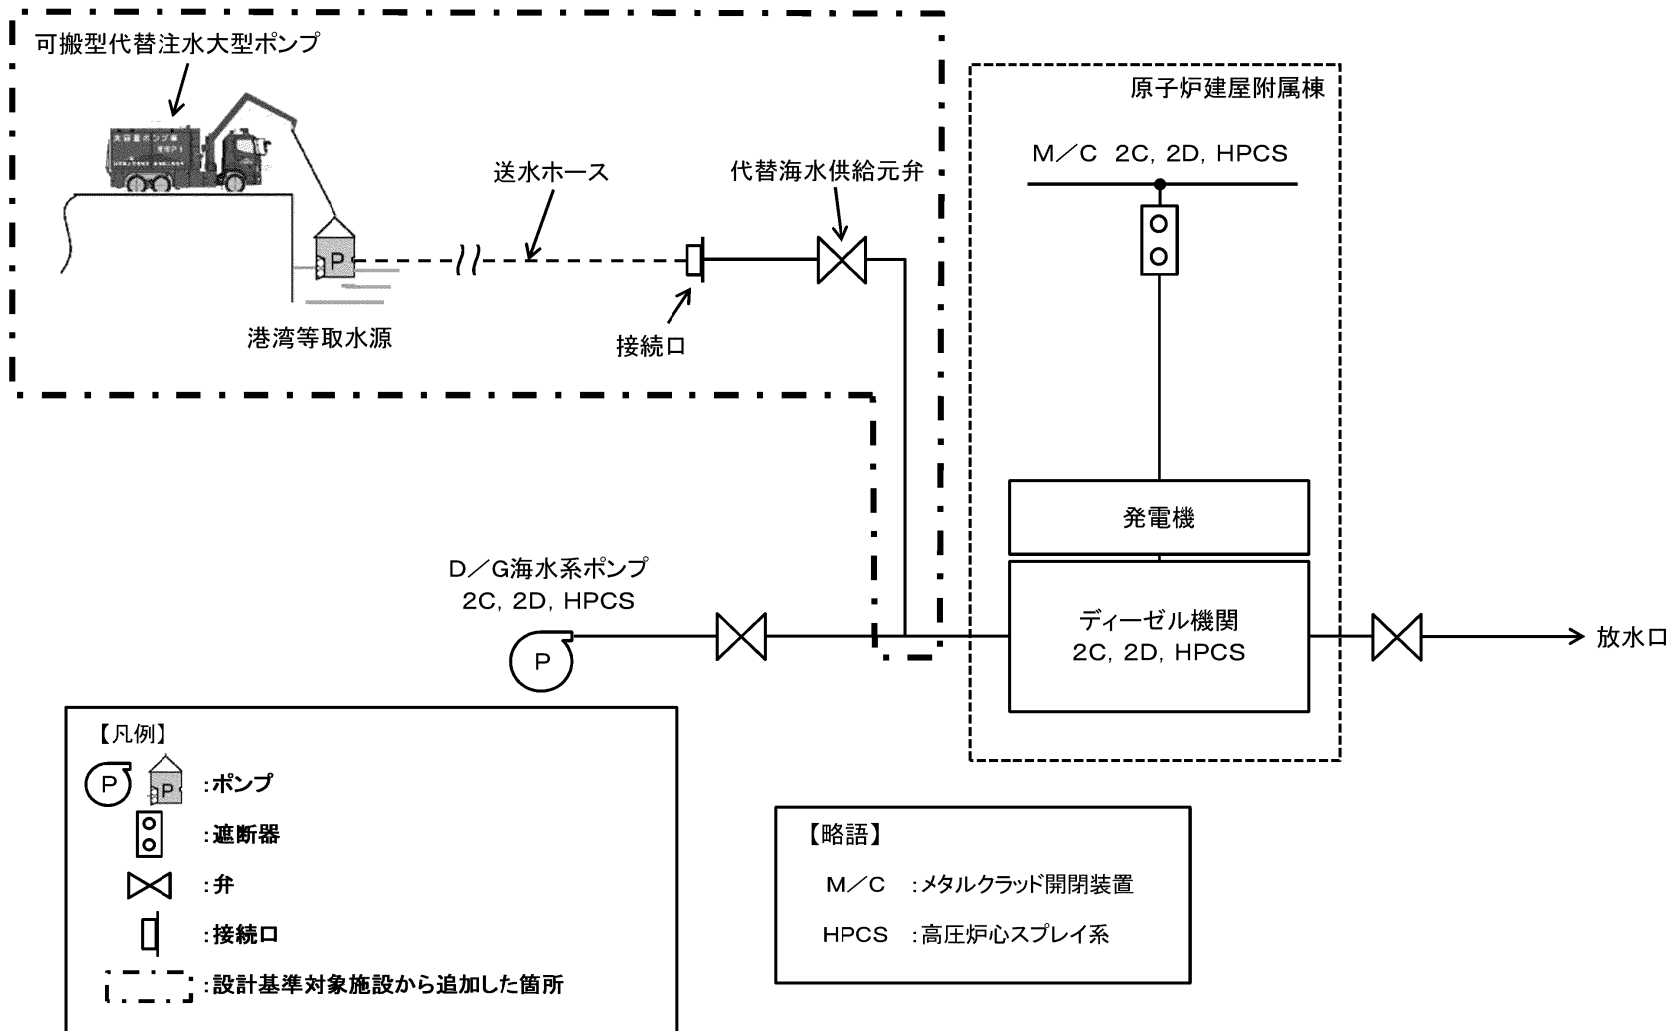 可搬型代替注水大型ポンプ
原子炉建屋附属棟
M／C 2C, 2D, HPCS
送水ホース
代替海水供給元弁
P
港湾等取水源
接続口
発電機
D／G海水系ポンプ
2C, 2D, HPCS
P
ディーゼル機関
2C, 2D, HPCS
放水口
【凡例】
P
P
:ポンプ
:遮断器
:弁
:接続口
:設計基準対象施設から追加した箇所
【略語】
M／C :メタルクラッド開閉装置
HPCS :高圧炉心スプレイ系